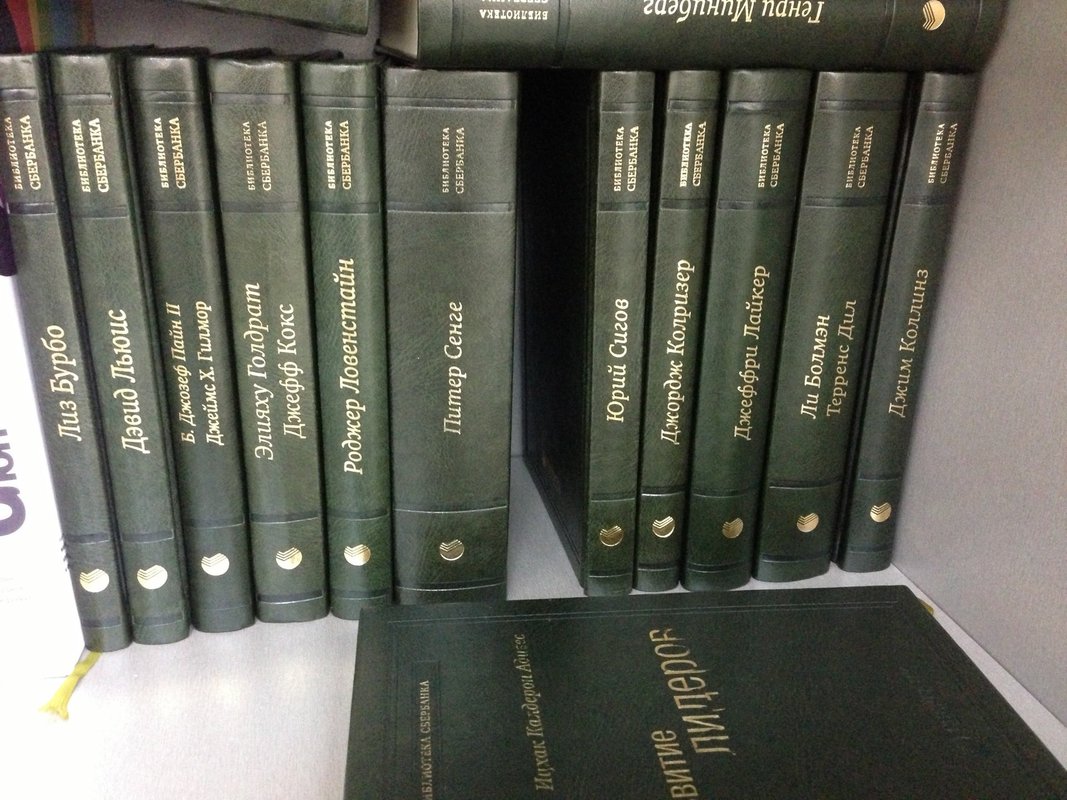 БИБЛИОТЕКА
СБЕРБАНКА
Генри Минцберг
БИБЛИОТЕКА
СБЕРБАНКА
Лиз Бурбо
БИБЛИОТЕКА
СБЕРБАНКА
Дэвид Льюис
БИБЛИОТЕКА
СБЕРБАНКА
Б. Джозеф Пайн II
Джеймс Х. Гилмор
БИБЛИОТЕКА
СБЕРБАНКА
Элияху Голдрат
Джефф Кокс
БИБЛИОТЕКА
СБЕРБАНКА
Роджер Ловенстайн
БИБЛИОТЕКА
СБЕРБАНКА
Питер Сенге
БИБЛИОТЕКА
СБЕРБАНКА
Юрий Сигов
БИБЛИОТЕКА
СБЕРБАНКА
Джордж Колризер
БИБЛИОТЕКА
СБЕРБАНКА
Джеффри Лайкер
БИБЛИОТЕКА
СБЕРБАНКА
Ли Болмэн
Терренс Дил
БИБЛИОТЕКА
СБЕРБАНКА
Джим Коллинз
БИБЛИОТЕКА СБЕРБАНКА
Ицхак Калдерон Адизес
витие
ЛИДЕРОВ